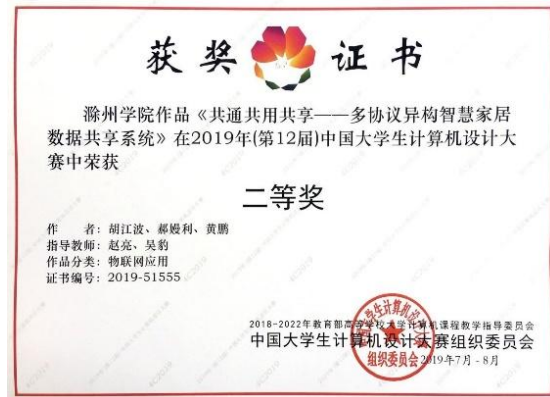 获奖证书
滁州学院作品《共通共用共享——多协议异构智慧家居
数据共享系统》在2019年(第12届)中国大学生计算机设计大
赛中荣获
二等奖
作　　者：胡江波、郝嫚利、黄鹏
指导教师：赵亮、吴豹
作品分类：物联网应用
证书编号：2019-51555
2018-2022年教育部高等学校大学计算机课程教学指导委员会
中国大学生计算机设计大赛组织委员会
组织委员会
2019年7月-8月